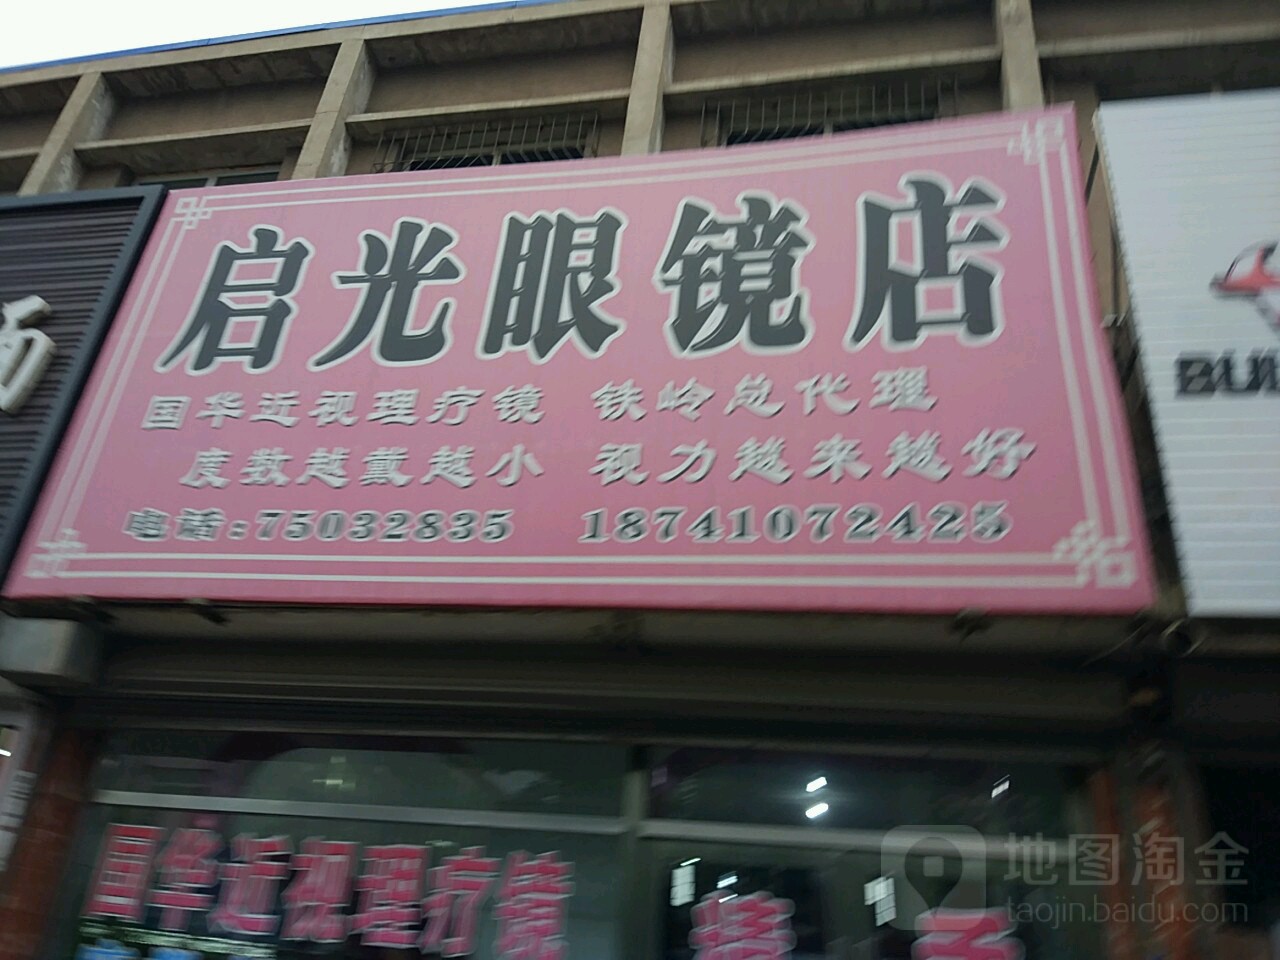 启光眼镜店
国华近视理疗镜 铁岭总代理
度数越戴越小 视力越来越好
电话:75032835 18741072425
BUI
国华近视理疗镜
地图淘金
taojin.baidu.com